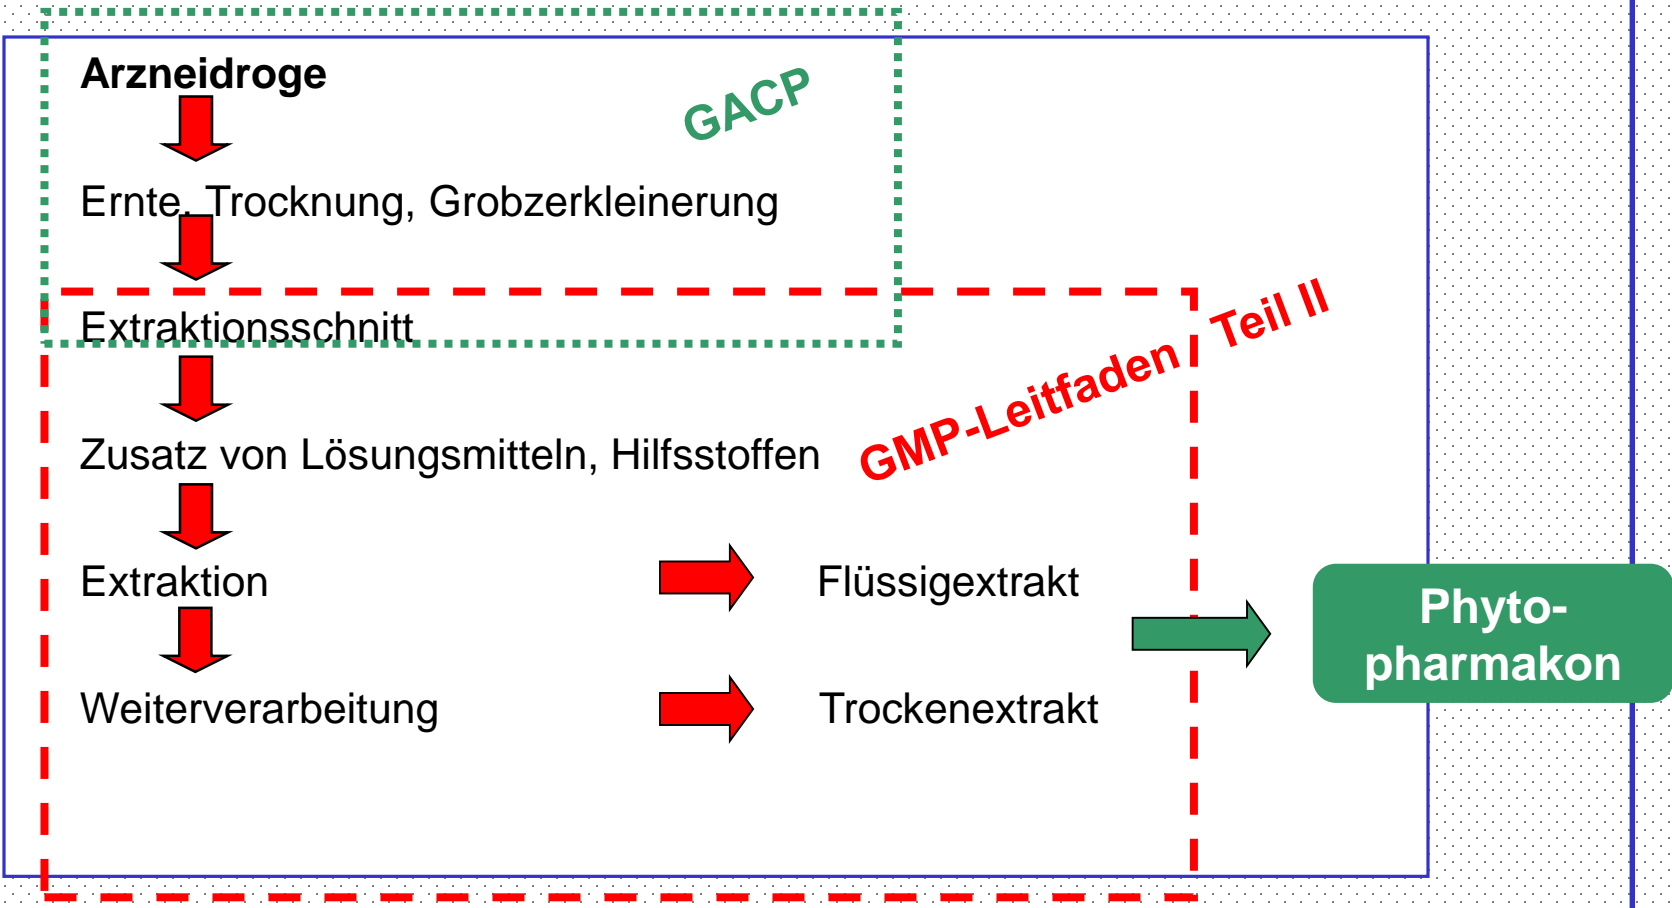 Arzneidroge
GACP
Ernte, Trocknung, Grobzerkleinerung
Extraktionsschnitt
GMP-Leitfaden Teil II
Zusatz von Lösungsmitteln, Hilfsstoffen
Extraktion
Flüssigextrakt
Weiterverarbeitung
Trockenextrakt
Phyto-
pharmakon